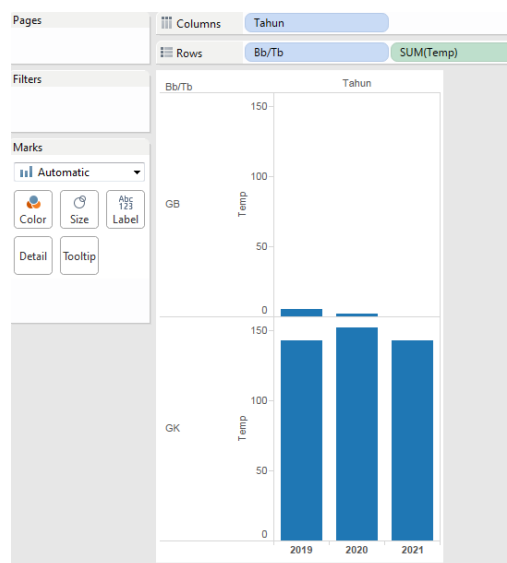 Pages
Columns
Tahun
Rows
Bb/Tb
SUM(Temp)
Filters
Marks
Automatic
Color
Size
Abc
123
Label
Detail
Tooltip
Bb/Tb
Tahun
GB
Temp
150
100
50
0
GK
Temp
150
100
50
0
2019
2020
2021